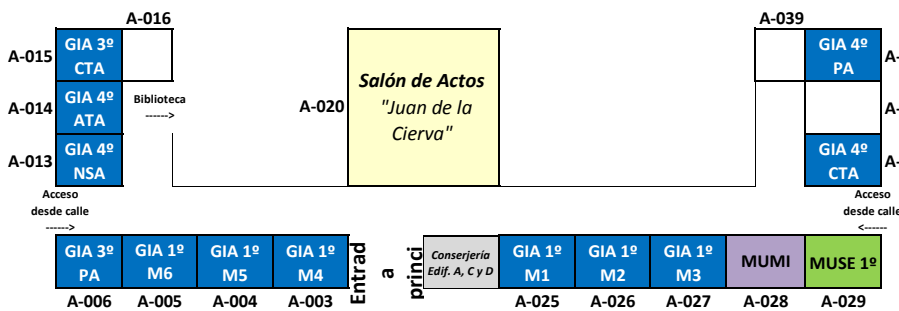 A-016
A-039
A-015
GIA 3º
CTA
GIA 4º
PA
A-
Salón de Actos
"Juan de la
Cierva"
A-020
A-014
GIA 4º
ATA
Biblioteca
------>
A-
A-013
GIA 4º
NSA
GIA 4º
CTA
A-
Acceso
desde calle
------>
Acceso
desde calle
<------
GIA 3º
PA
GIA 1º
M6
GIA 1º
M5
GIA 1º
M4
Entrad
a
princi
Conserjería
Edif. A, C y D
GIA 1º
M1
GIA 1º
M2
GIA 1º
M3
MUMI
MUSE 1º
A-006
A-005
A-004
A-003
A-025
A-026
A-027
A-028
A-029